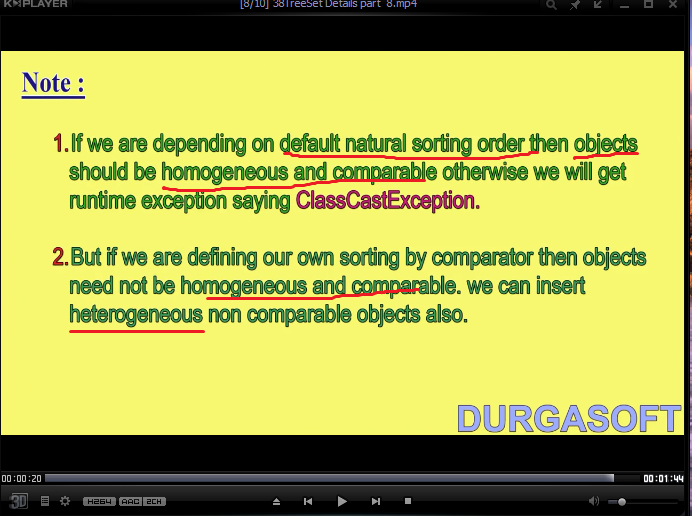 KMPLAYER
[8/10] 38TreeSet Details part 8.mp4
Note :
1.If we are depending on default natural sorting order then objects
should be homogeneous and comparable otherwise we will get
runtime exception saying ClassCastException.
2.But if we are defining our own sorting by comparator then objects
need not be homogeneous and comparable. we can insert
heterogeneous non comparable objects also.
DURGASOFT
00:00:20
00:01:44
3D
H264 AAC 2CH